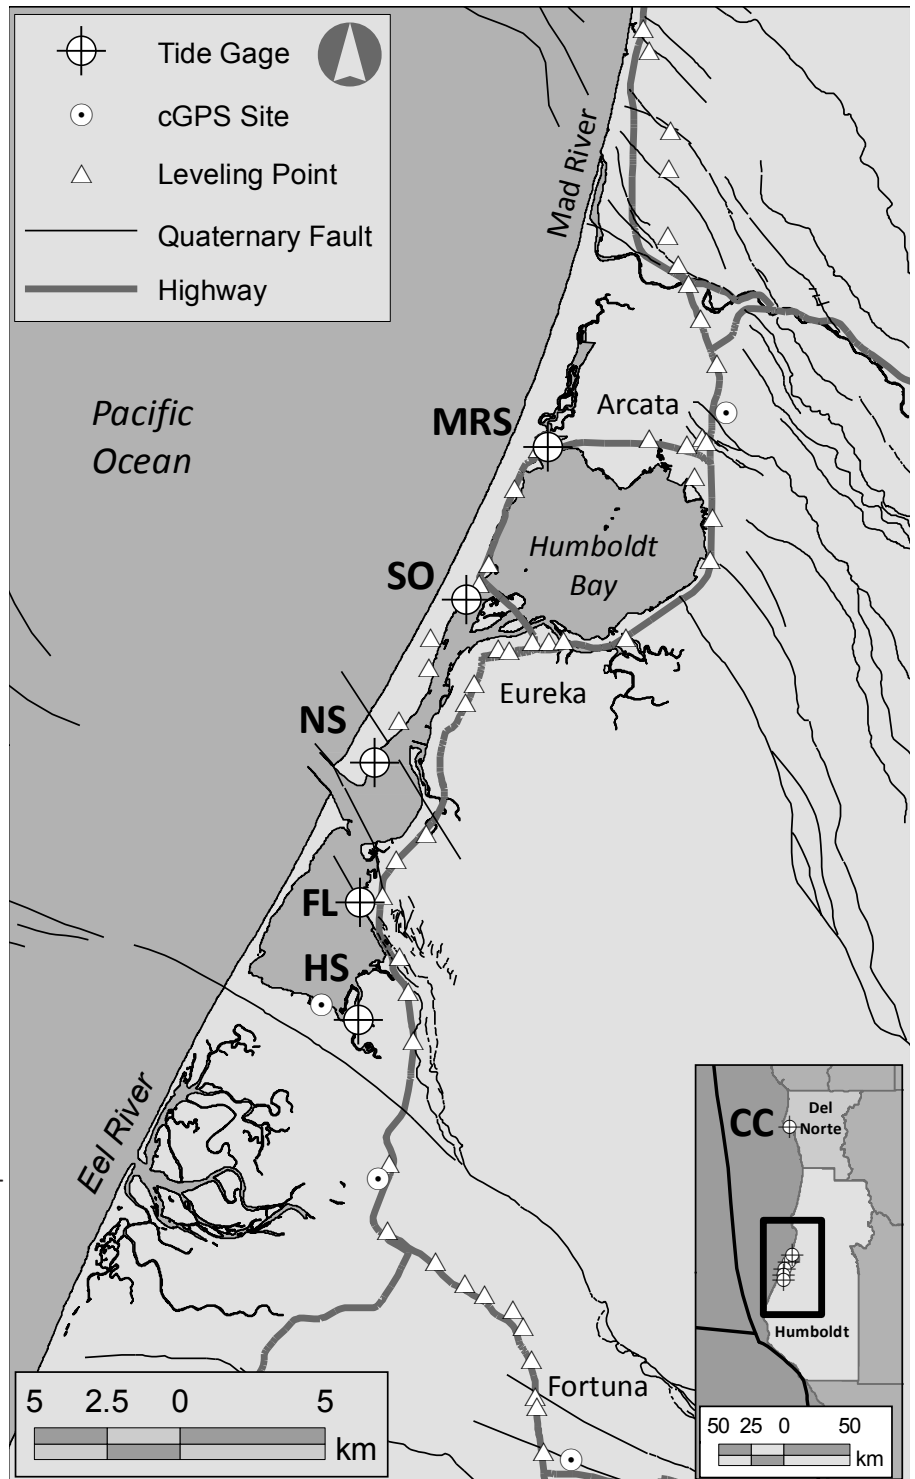 Tide Gage
cGPS Site
Leveling Point
Quaternary Fault
Highway
Mad River
Pacific
Ocean
MRS
Arcata
Humboldt
Bay
SO
Eureka
NS
FL
HS
Eel River
CC
Del
Norte
Humboldt
Fortuna
5 2.5 0 5
km
50 25 0 50
km